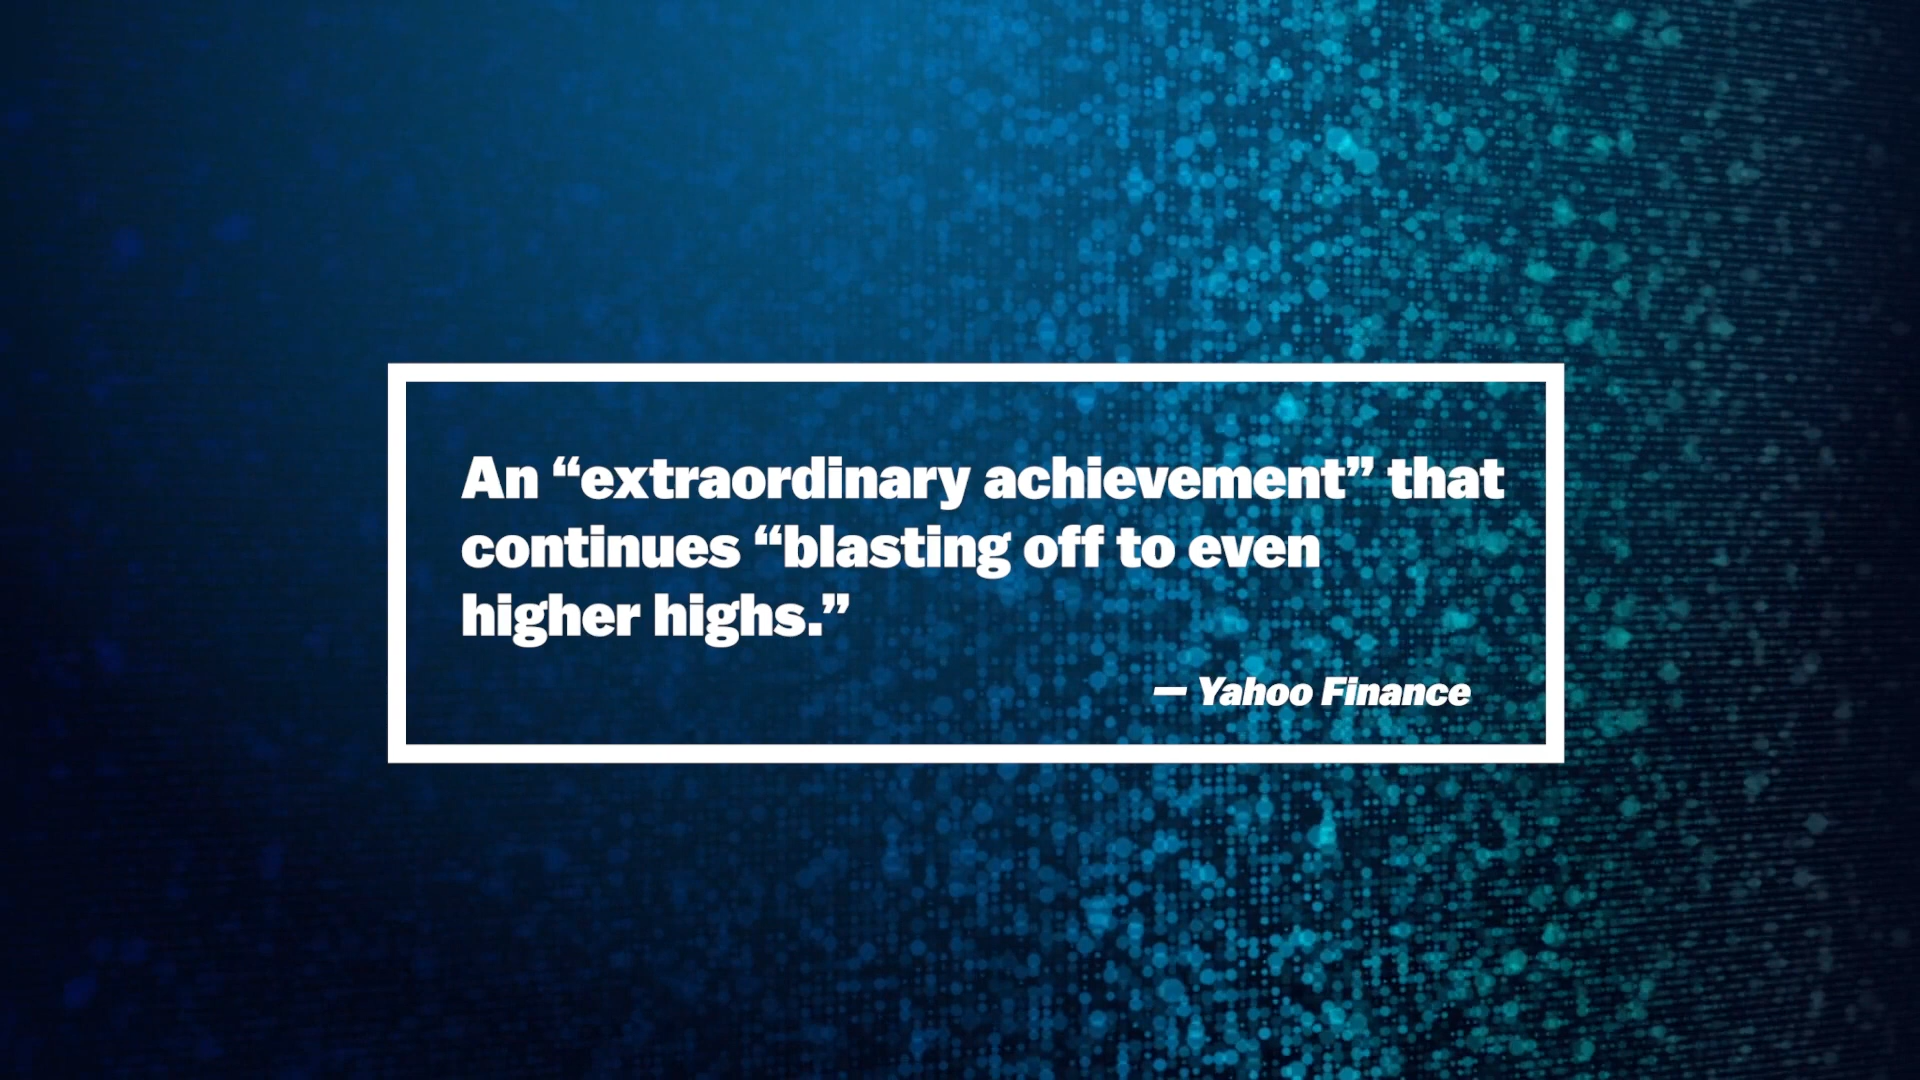 An “extraordinary achievement” that
continues “blasting off to even
higher highs.”
— Yahoo Finance